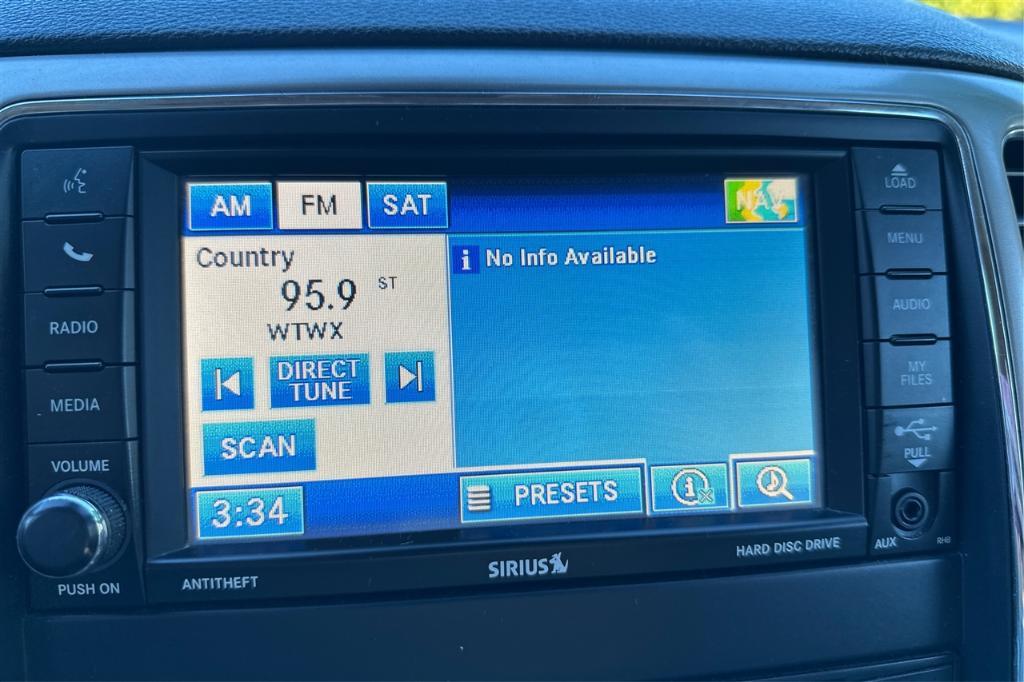 AM
FM
SAT
NAV
Country
95.9
ST
WTWX
DIRECT
TUNE
SCAN
3:34
i No Info Available
PRESETS
i
RADIO
MEDIA
VOLUME
PUSH ON
ANTITHEFT
SIRIUS
HARD DISC DRIVE
LOAD
MENU
AUDIO
MY
FILES
PULL
AUX
RHB